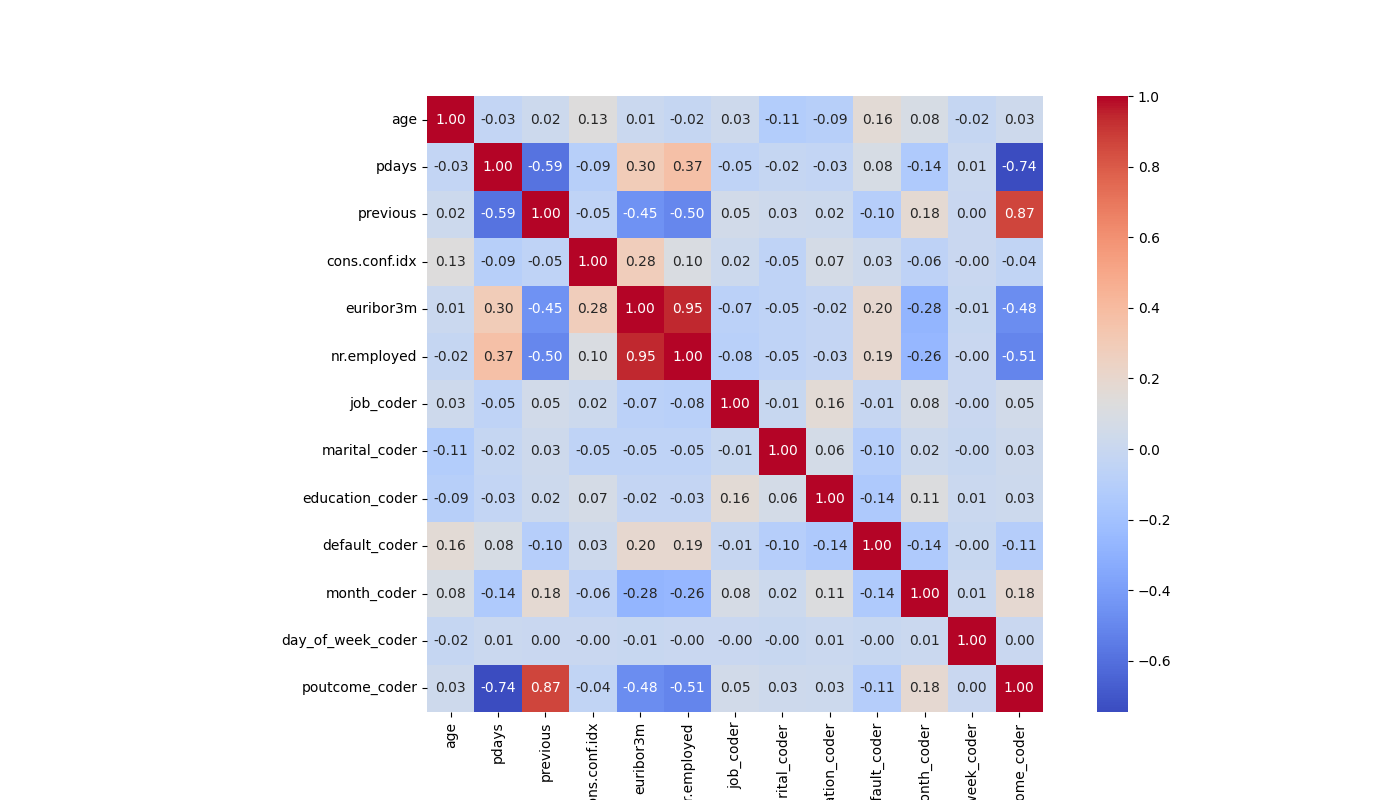 age 1.00 -0.03 0.02 0.13 0.01 -0.02 0.03 -0.11 -0.09 0.16 0.08 -0.02 0.03
pdays -0.03 1.00 -0.59 -0.09 0.30 0.37 -0.05 -0.02 -0.03 0.08 -0.14 0.01 -0.74
previous 0.02 -0.59 1.00 -0.05 -0.45 -0.50 0.05 0.03 0.02 -0.10 0.18 0.00 0.87
cons.conf.idx 0.13 -0.09 -0.05 1.00 0.28 0.10 0.02 -0.05 0.07 0.03 -0.06 -0.00 -0.04
euribor3m 0.01 0.30 -0.45 0.28 1.00 0.95 -0.07 -0.05 -0.02 0.20 -0.28 -0.01 -0.48
nr.employed -0.02 0.37 -0.50 0.10 0.95 1.00 -0.08 -0.05 -0.03 0.19 -0.26 -0.00 -0.51
job_coder 0.03 -0.05 0.05 0.02 -0.07 -0.08 1.00 -0.01 0.16 -0.01 0.08 -0.00 0.05
marital_coder -0.11 -0.02 0.03 -0.05 -0.05 -0.05 -0.01 1.00 0.06 -0.10 0.02 -0.00 0.03
education_coder -0.09 -0.03 0.02 0.07 -0.02 -0.03 0.16 0.06 1.00 -0.14 0.11 0.01 0.03
default_coder 0.16 0.08 -0.10 0.03 0.20 0.19 -0.01 -0.10 -0.14 1.00 -0.14 -0.00 -0.11
month_coder 0.08 -0.14 0.18 -0.06 -0.28 -0.26 0.08 0.02 0.11 -0.14 1.00 0.01 0.18
day_of_week_coder -0.02 0.01 0.00 -0.00 -0.01 -0.00 -0.00 -0.00 0.01 -0.00 0.01 1.00 0.00
poutcome_coder 0.03 -0.74 0.87 -0.04 -0.48 -0.51 0.05 0.03 0.03 -0.11 0.18 0.00 1.00
age
pdays
previous
ons.conf.idx
euribor3m
r.employed
job_coder
rital_coder
ation_coder
fault_coder
onth_coder
week_coder
ome_coder
1.0
0.8
0.6
0.4
0.2
0.0
−0.2
−0.4
−0.6